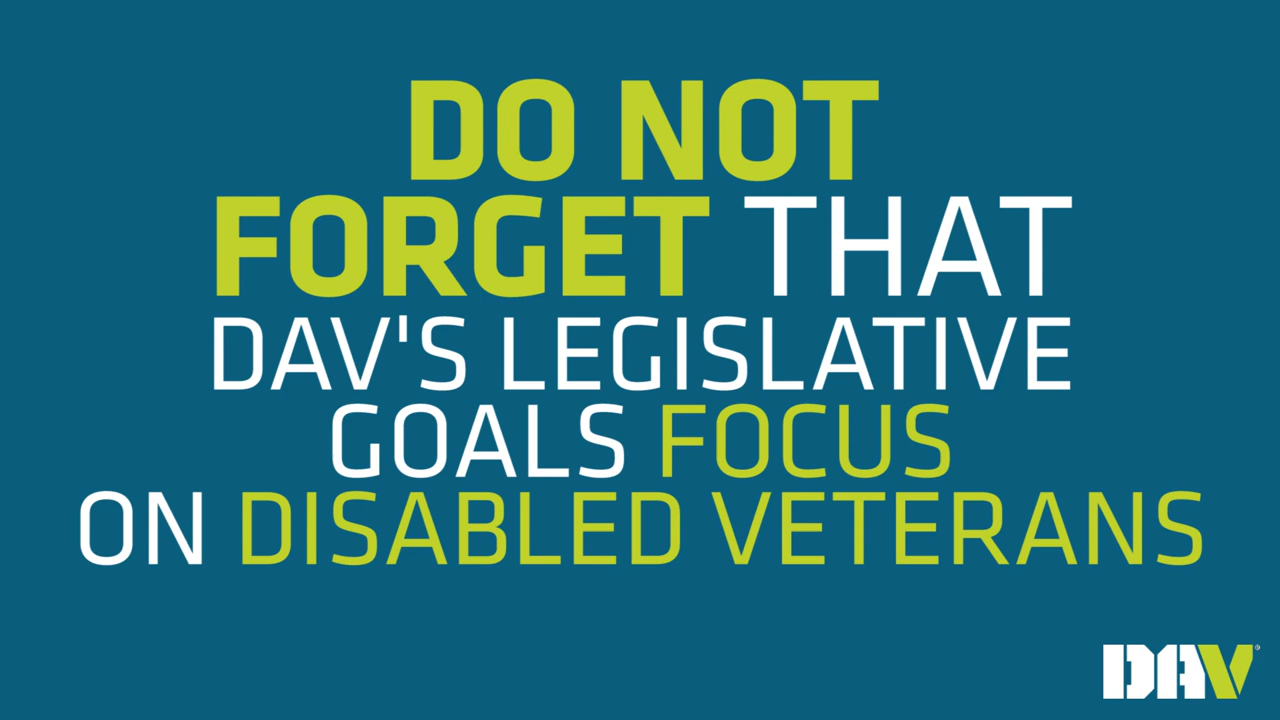 DO NOT
FORGET THAT
DAV'S LEGISLATIVE
GOALS FOCUS
ON DISABLED VETERANS
DAV®